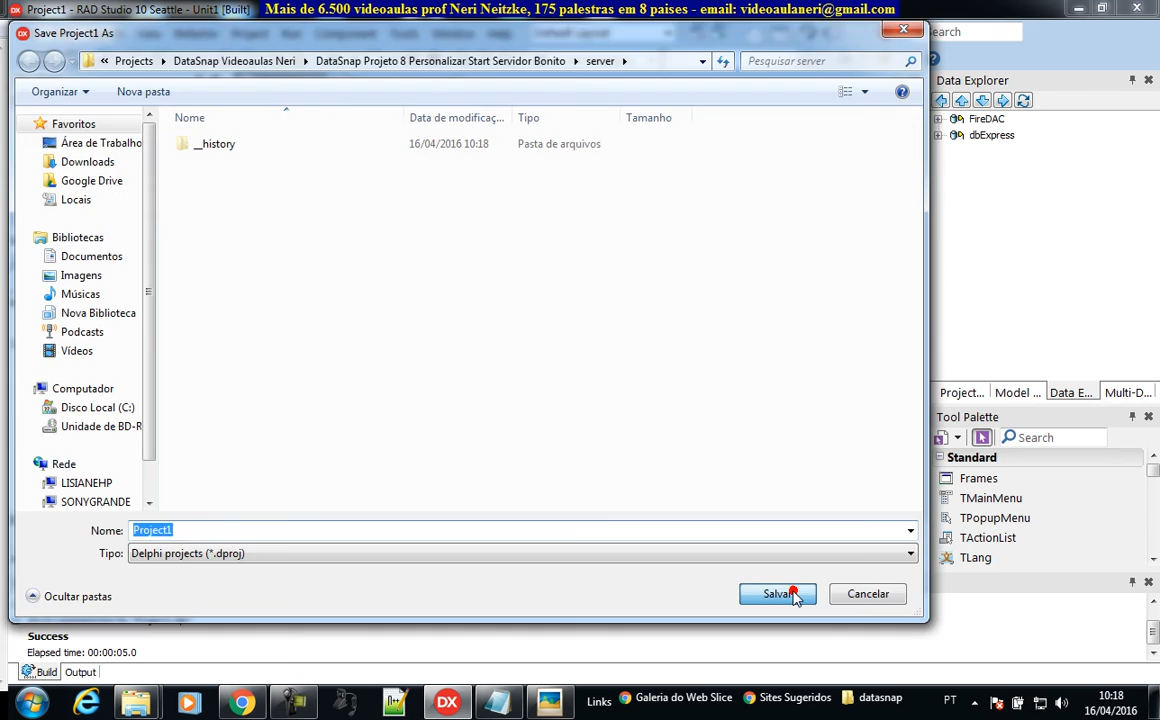 Project1 - RAD Studio 10 Seattle - Unit1 [Built]
Mais de 6.500 videoaulas prof Neri Neitzke, 175 palestras em 8 paises - email: videoaulaneri@gmail.com
Save Project1 As
Projects
DataSnap Videoaulas Neri
DataSnap Projeto 8 Personalizar Start Servidor Bonito
server
Pesquisar server
Organizar
Nova pasta
Favoritos
Área de Trabalho
Downloads
Google Drive
Locais
Bibliotecas
Documentos
Imagens
Músicas
Nova Biblioteca
Podcasts
Vídeos
Computador
Disco Local (C:)
Unidade de BD-R
Rede
LISIANEHP
SONYGRANDE
Nome
Data de modificaç...
Tipo
Tamanho
__history
16/04/2016 10:18
Pasta de arquivos
Nome:
Project1
Tipo:
Delphi projects (*.dproj)
Ocultar pastas
Salvar
Cancelar
earch
Data Explorer
FireDAC
dbExpress
Project...
Model ...
Data E...
Multi-D...
Tool Palette
Search
Standard
Frames
TMainMenu
TPopupMenu
TActionList
TLang
Success
Elapsed time: 00:00:05.0
Build
Output
Links
Galeria do Web Slice
Sites Sugeridos
datasnap
PT
10:18
16/04/2016